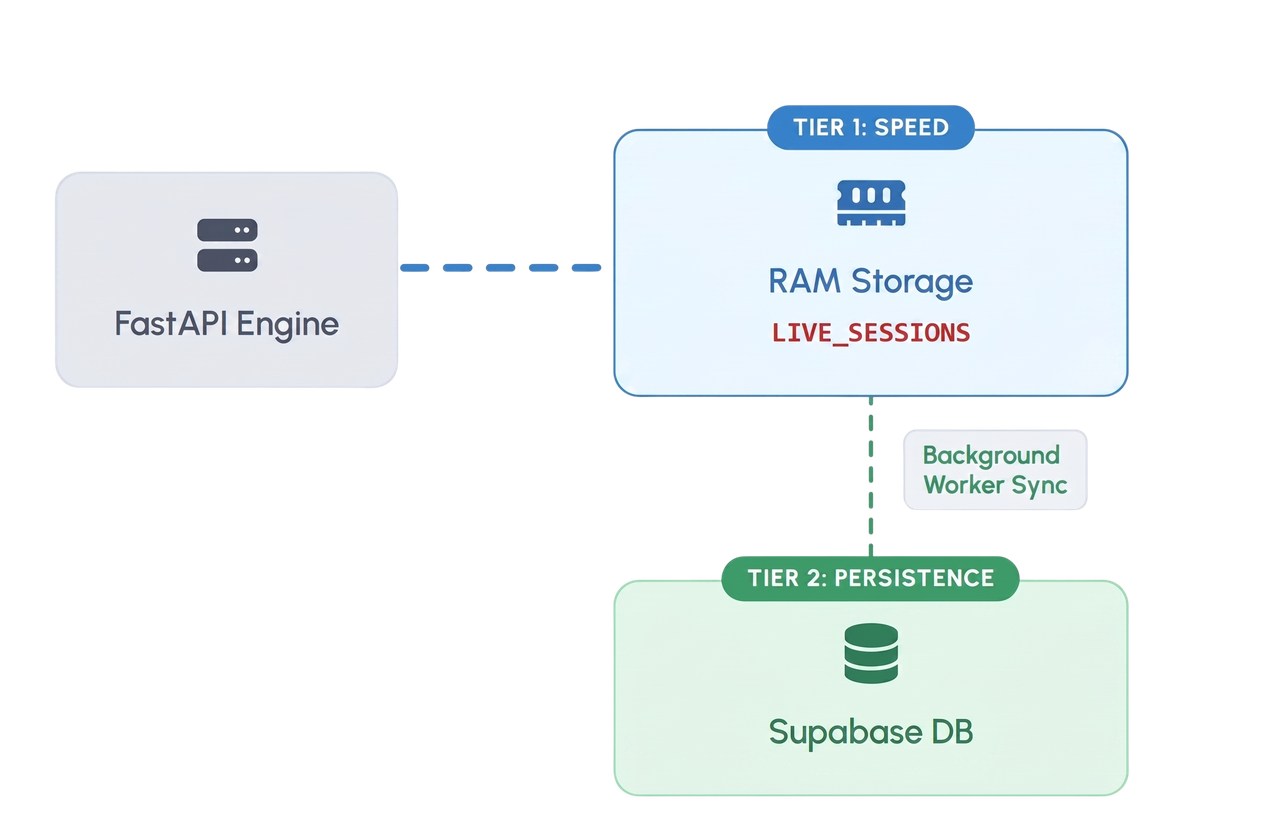 TIER 1: SPEED
FastAPI Engine
RAM Storage
LIVE_SESSIONS
Background
Worker Sync
TIER 2: PERSISTENCE
Supabase DB